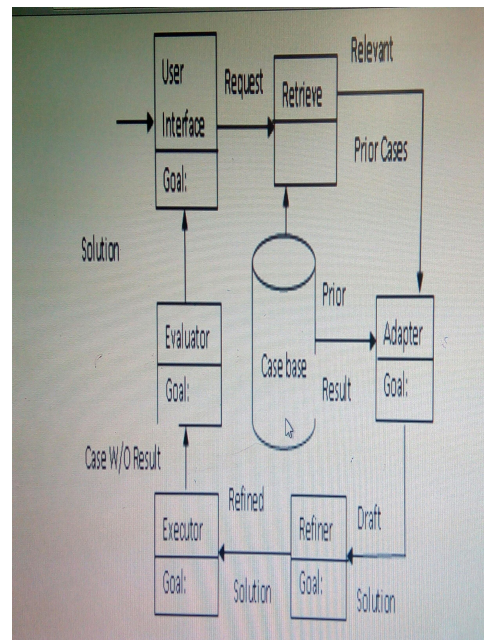 User
Interface
Goal:
Request
Retrieve
Relevant
Prior Cases
Solution
Evaluator
Goal:
Case base
Prior
Result
Adapter
Goal:
Case W/O Result
Executor
Goal:
Refined
Solution
Refiner
Goal:
Draft
Solution